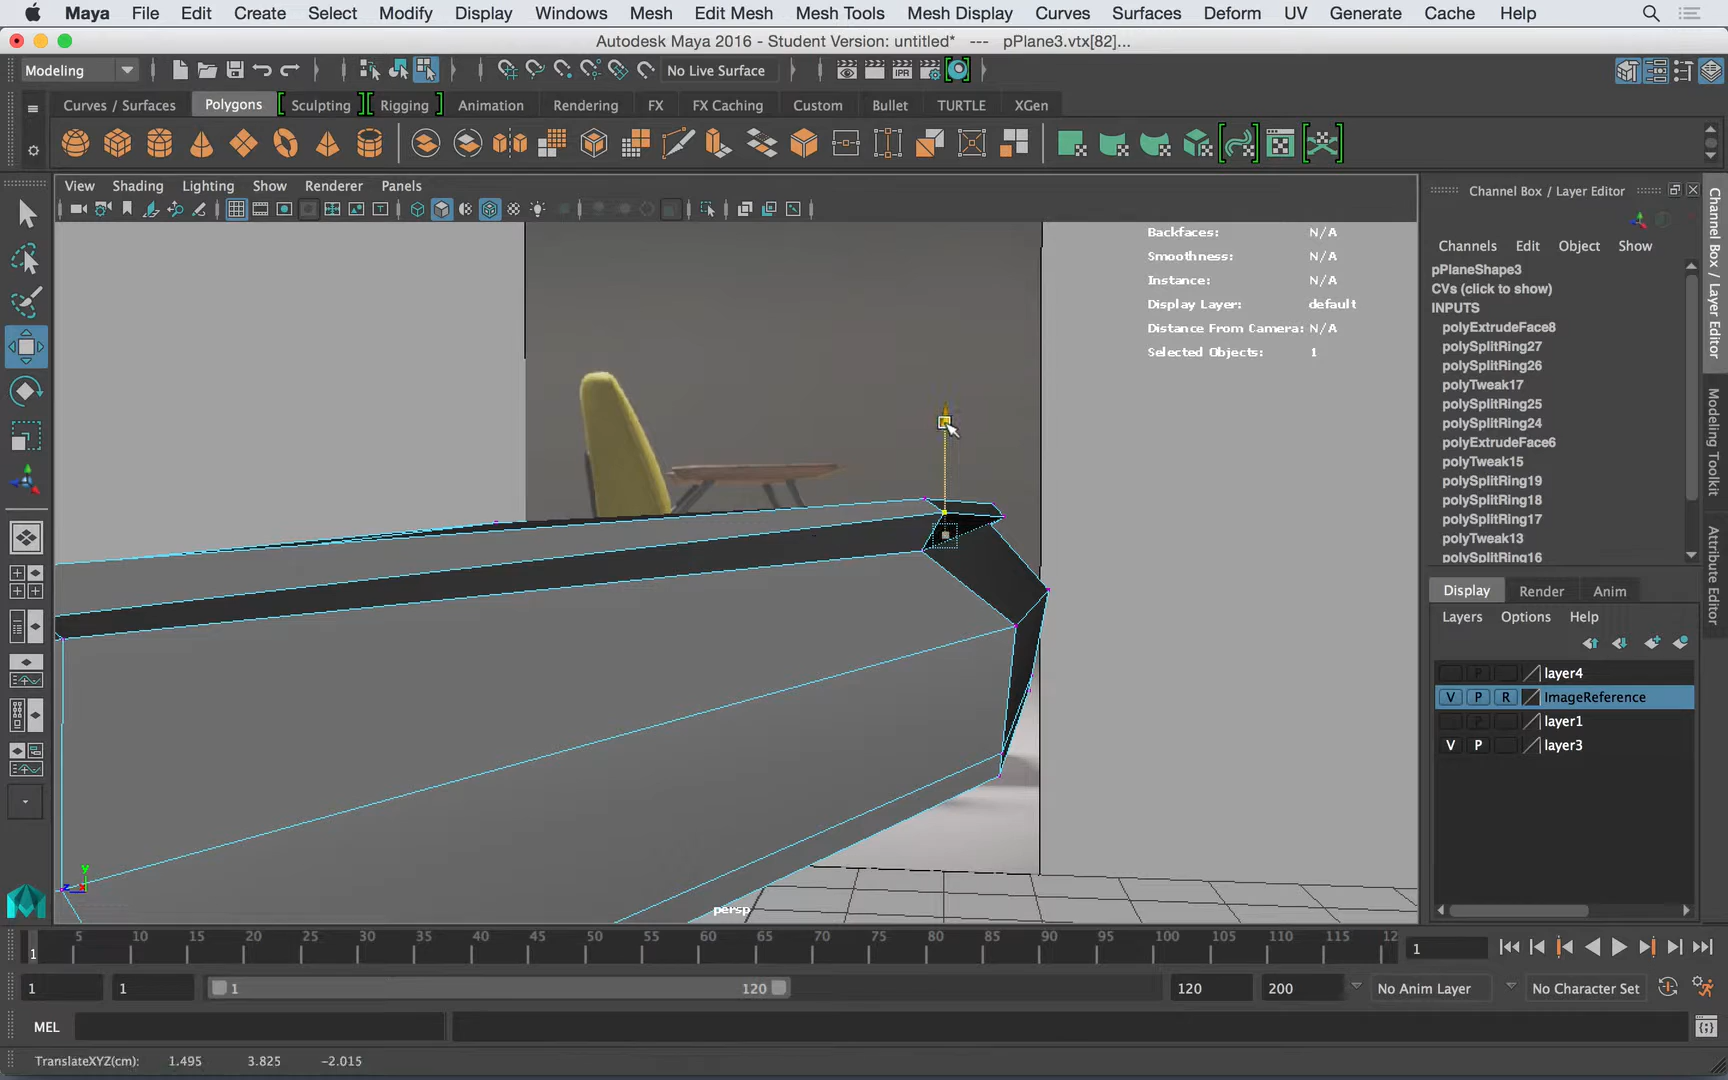 Maya File Edit Create Select Modify Display Windows Mesh Edit Mesh Mesh Tools Mesh Display Curves Surfaces Deform UV Generate Cache Help
Autodesk Maya 2016 - Student Version: untitled* --- pPlane3.vtx[82]...
Modeling No Live Surface IPR
Curves / Surfaces Polygons Sculpting Rigging Animation Rendering FX FX Caching Custom Bullet TURTLE XGen
View Shading Lighting Show Renderer Panels
Backfaces: N/A
Smoothness: N/A
Instance: N/A
Display Layer: default
Distance From Camera: N/A
Selected Objects: 1
y
z
persp
Channel Box / Layer Editor
Channels Edit Object Show
pPlaneShape3
CVs (click to show)
INPUTS
polyExtrudeFace8
polySplitRing27
polySplitRing26
polyTweak17
polySplitRing25
polySplitRing24
polyExtrudeFace6
polyTweak15
polySplitRing19
polySplitRing18
polySplitRing17
polyTweak13
polySplitRing16
Display Render Anim
Layers Options Help
P layer4
V P R ImageReference
P layer1
V P layer3
Channel Box / Layer Editor
Modeling Toolkit
Attribute Editor
5 10 15 20 25 30 35 40 45 50 55 60 65 70 75 80 85 90 95 100 105 110 115 12
1 1
1 1 1 120 120 200 No Anim Layer No Character Set
MEL
TranslateXYZ(cm): 1.495 3.825 -2.015